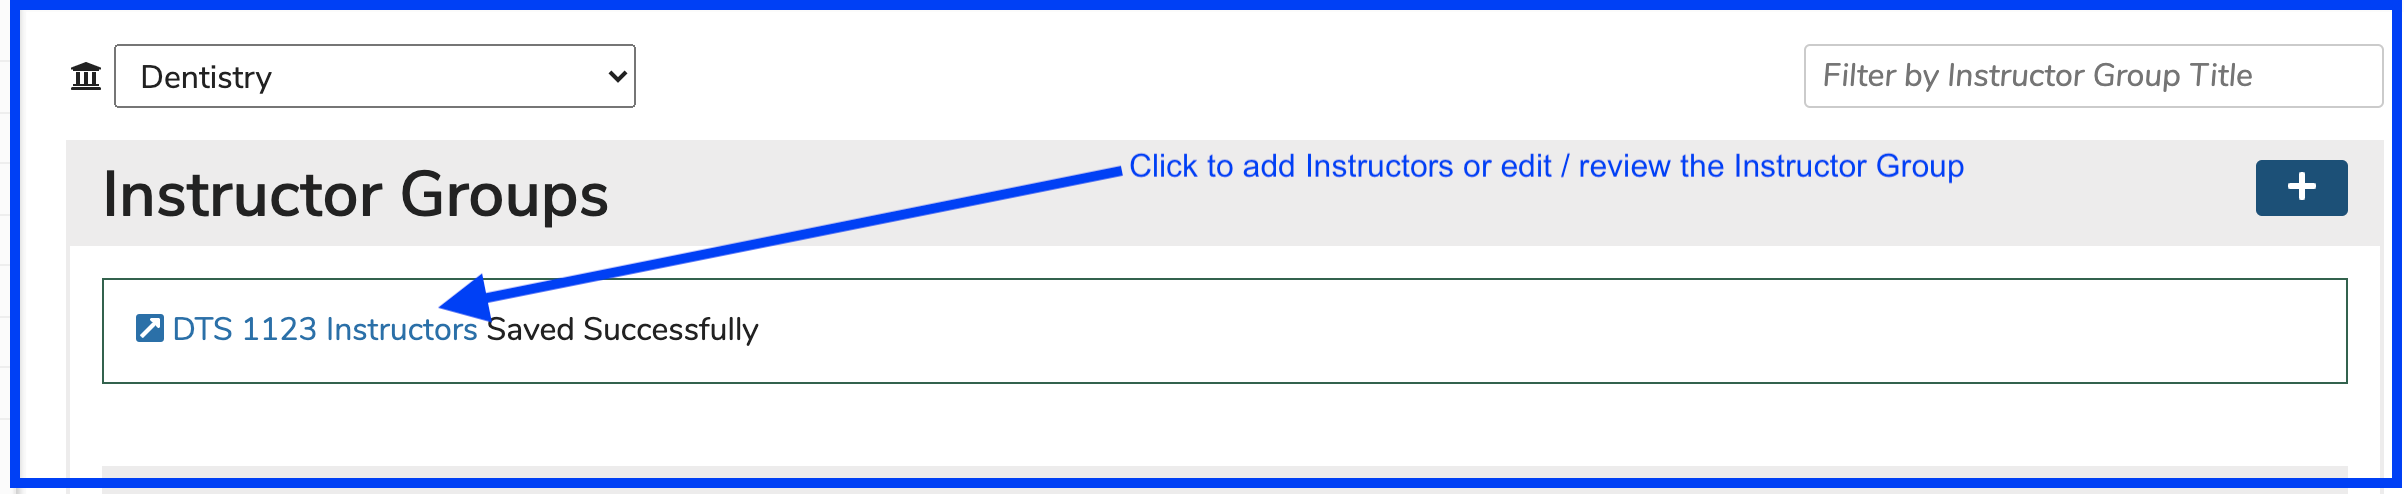 Dentistry
Filter by Instructor Group Title
Click to add Instructors or edit / review the Instructor Group
Instructor Groups
DTS 1123 Instructors Saved Successfully